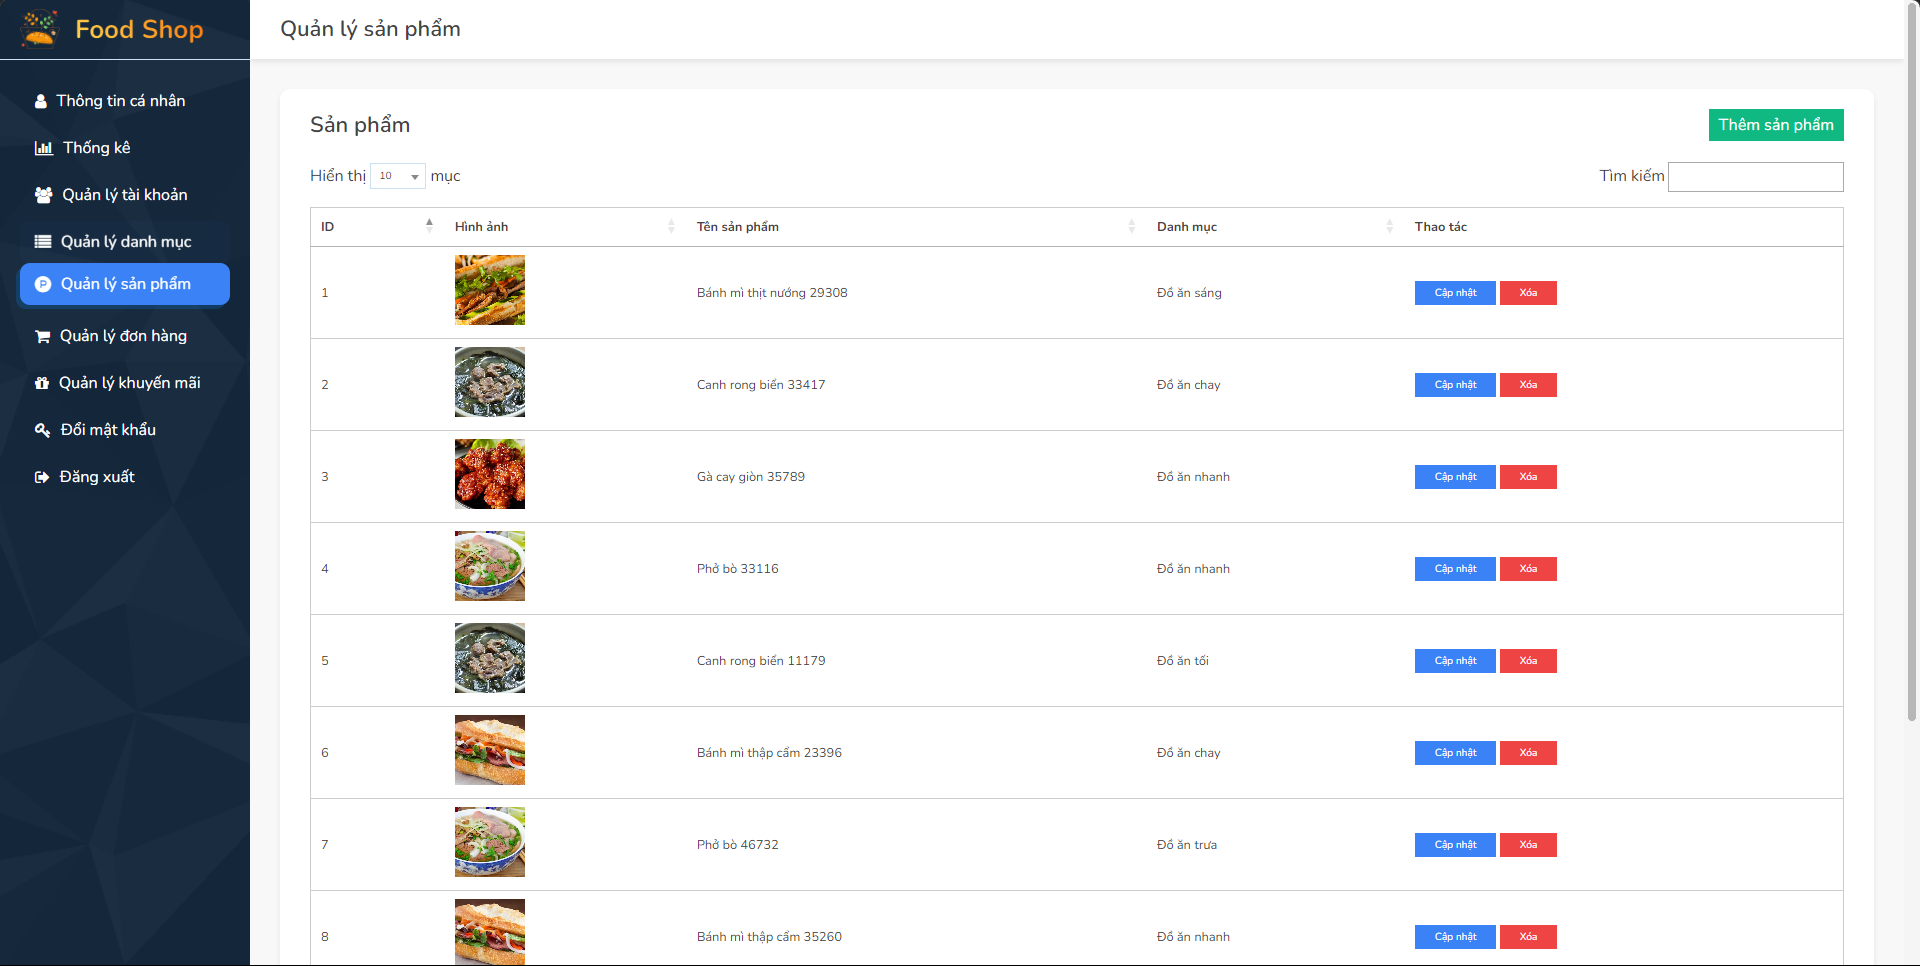 Food Shop
Quản lý sản phẩm
Thông tin cá nhân
Thống kê
Quản lý tài khoản
Quản lý danh mục
Quản lý sản phẩm
Quản lý đơn hàng
Quản lý khuyến mãi
Đổi mật khẩu
Đăng xuất
Sản phẩm
Thêm sản phẩm
Hiển thị 10 mục
Tìm kiếm
ID Hình ảnh Tên sản phẩm Danh mục Thao tác
1 Bánh mì thịt nướng 29308 Đồ ăn sáng Cập nhật Xóa
2 Canh rong biển 33417 Đồ ăn chay Cập nhật Xóa
3 Gà cay giòn 35789 Đồ ăn nhanh Cập nhật Xóa
4 Phở bò 33116 Đồ ăn nhanh Cập nhật Xóa
5 Canh rong biển 11179 Đồ ăn tối Cập nhật Xóa
6 Bánh mì thập cẩm 23396 Đồ ăn chay Cập nhật Xóa
7 Phở bò 46732 Đồ ăn trưa Cập nhật Xóa
8 Bánh mì thập cẩm 35260 Đồ ăn nhanh Cập nhật Xóa